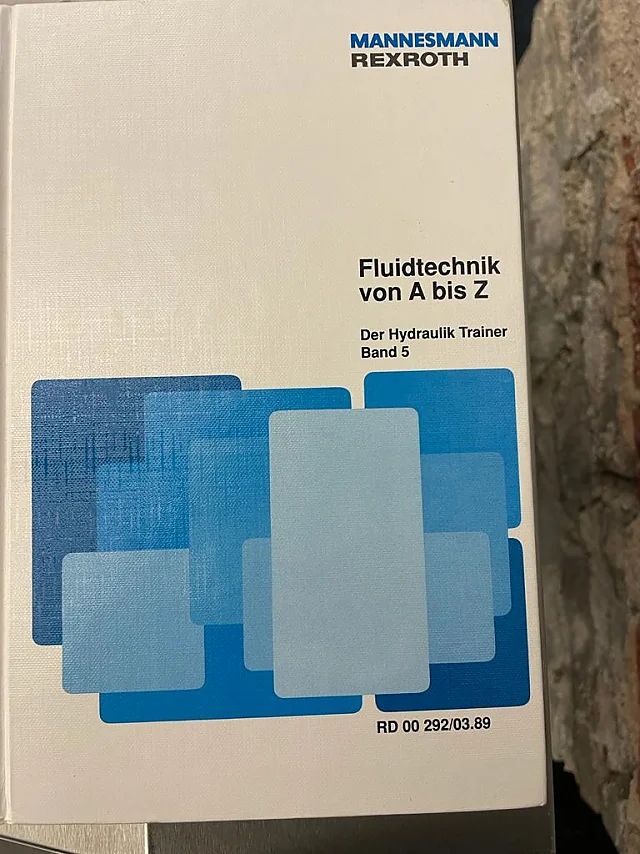 MANNESMANN
REXROTH
Fluidtechnik
von A bis Z
Der Hydraulik Trainer
Band 5
RD 00 292/03.89